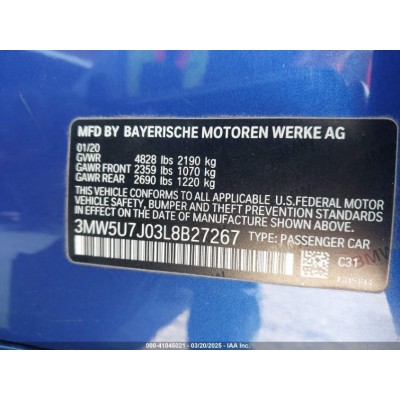 MFD BY BAYERISCHE MOTOREN WERKE AG
01/20
GVWR 4828 lbs 2190 kg
GAWR FRONT 2359 lbs 1070 kg
GAWR REAR 2690 lbs 1220 kg
THIS VEHICLE CONFORMS TO ALL APPLICABLE U.S.FEDERAL MOTOR
VEHICLE SAFETY, BUMPER, AND THEFT PREVENTION STANDARDS
IN EFFECT ON THE DATE OF MANUFACTURE SHOWN ABOVE.
3MW5U7J03L8B27267 TYPE: PASSENGER CAR
C31
000-41045021 - 03/20/2025 - IAA Inc.